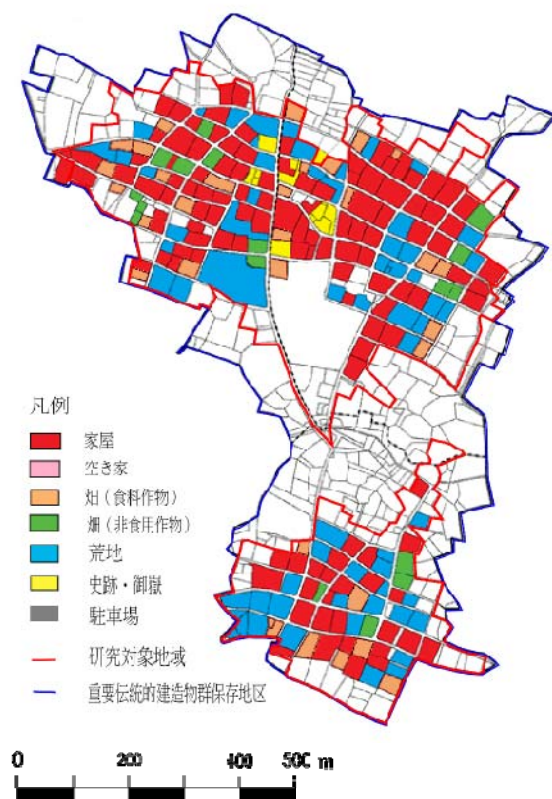 凡例
家屋
空き家
畑（食料作物）
畑（非食用作物）
荒地
史跡・御嶽
駐車場
研究対象地域
重要伝統的建造物群保存地区
0 200 400 500 m